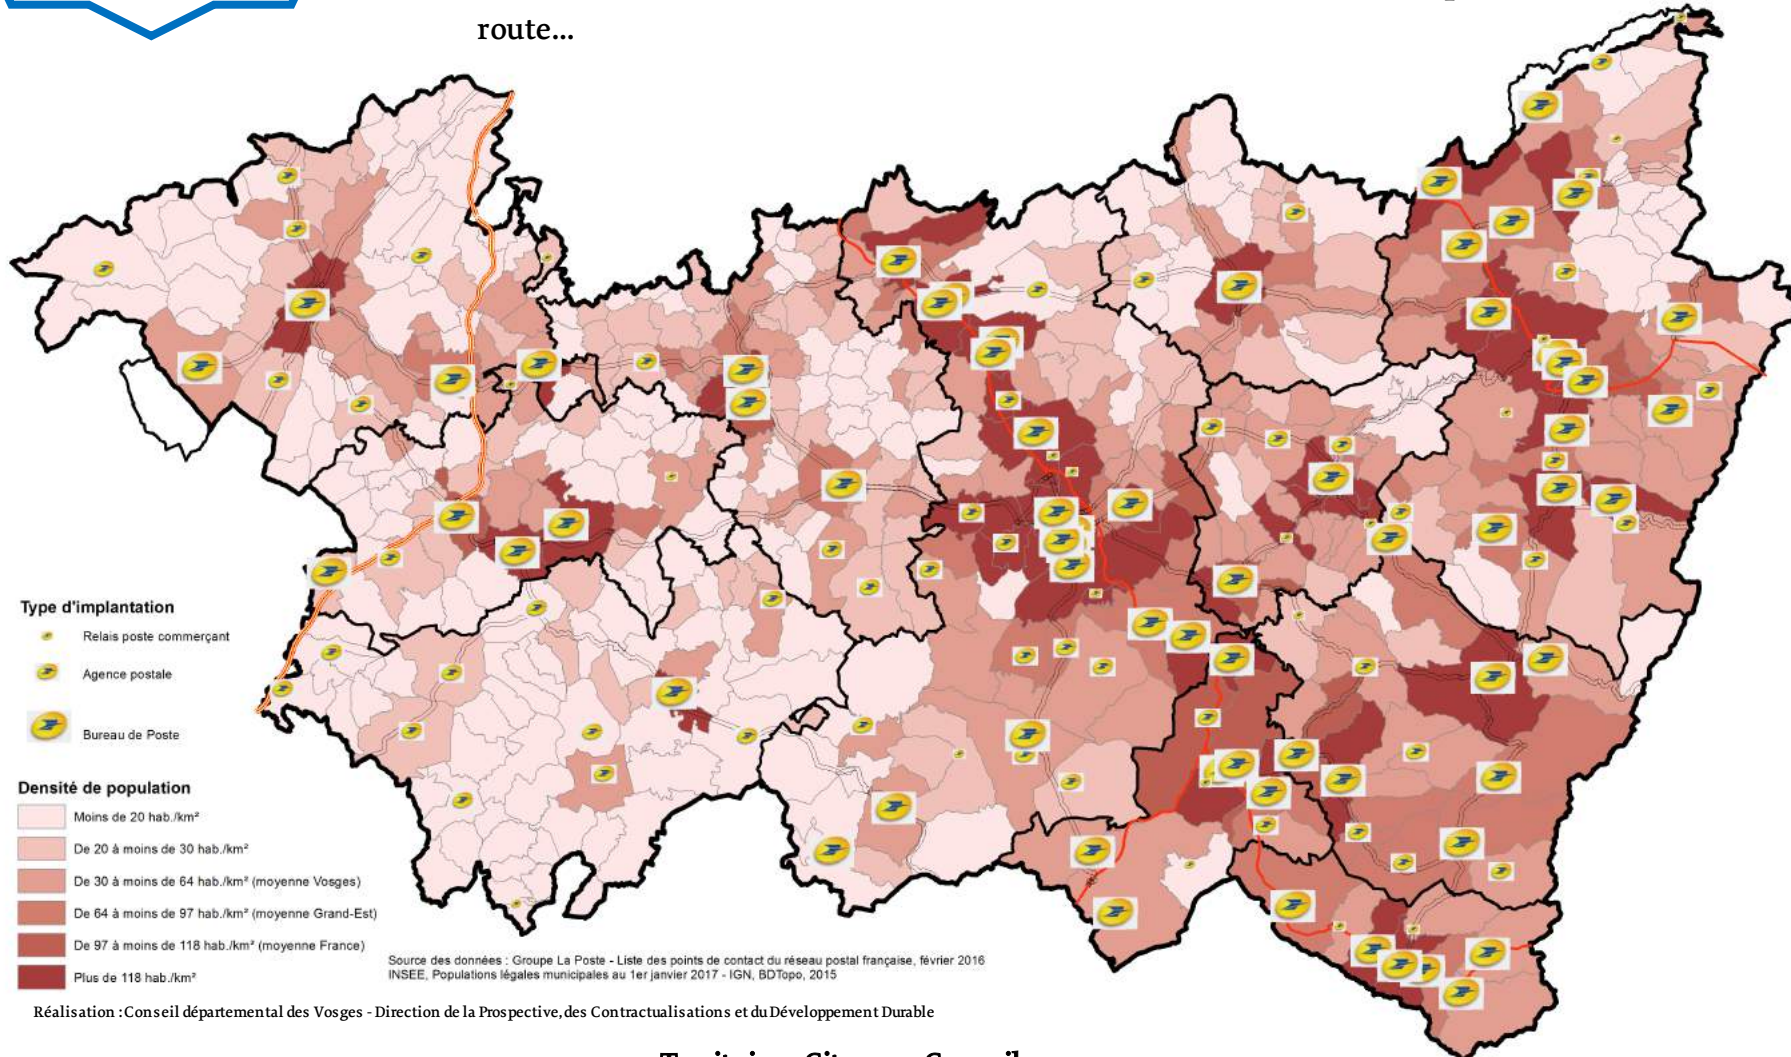 route...
Type d'implantation
Relais poste commerçant
Agence postale
Bureau de Poste
Densité de population
Moins de 20 hab./km²
De 20 à moins de 30 hab./km²
De 30 à moins de 64 hab./km² (moyenne Vosges)
De 64 à moins de 97 hab./km² (moyenne Grand-Est)
De 97 à moins de 118 hab./km² (moyenne France)
Plus de 118 hab./km²
Source des données : Groupe La Poste - Liste des points de contact du réseau postal française, février 2016
INSEE, Populations légales municipales au 1er janvier 2017 - IGN, BDTopo, 2015
Réalisation : Conseil départemental des Vosges - Direction de la Prospective, des Contractualisations et du Développement Durable